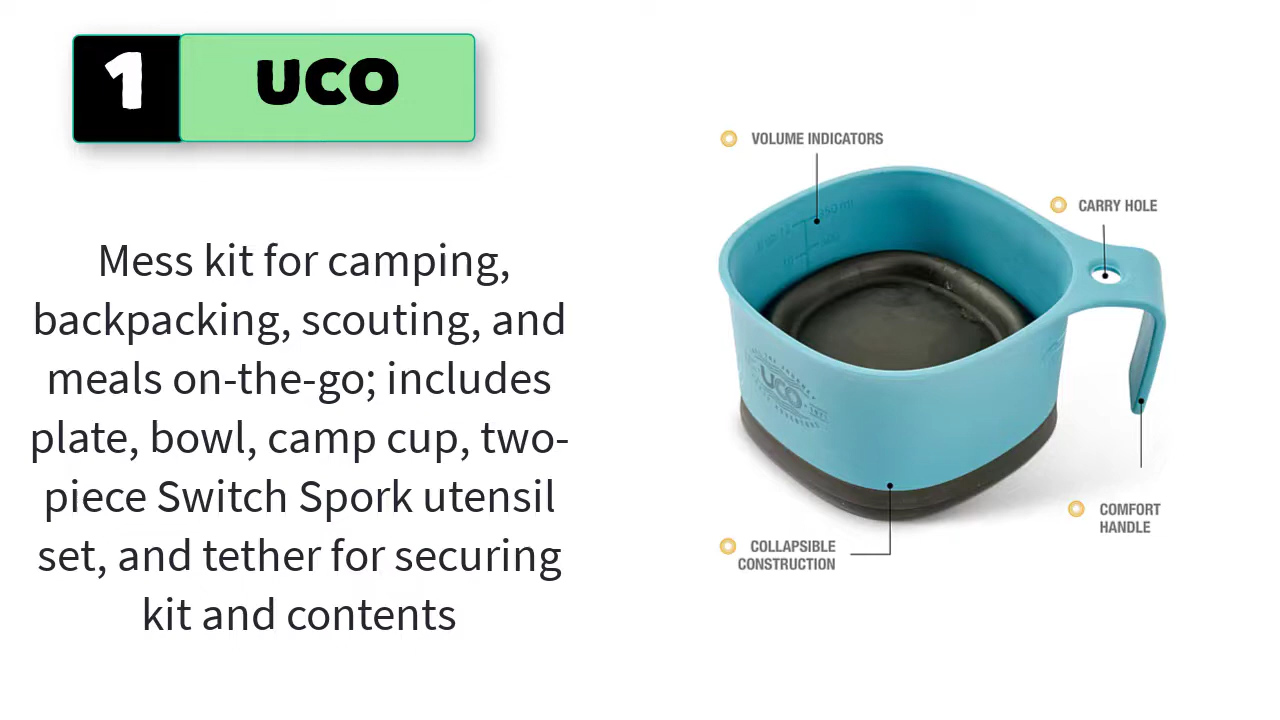 1 UCO
Mess kit for camping,
backpacking, scouting, and
meals on-the-go; includes
plate, bowl, camp cup, two-
piece Switch Spork utensil
set, and tether for securing
kit and contents
VOLUME INDICATORS
CARRY HOLE
UCO
COMFORT
HANDLE
COLLAPSIBLE
CONSTRUCTION